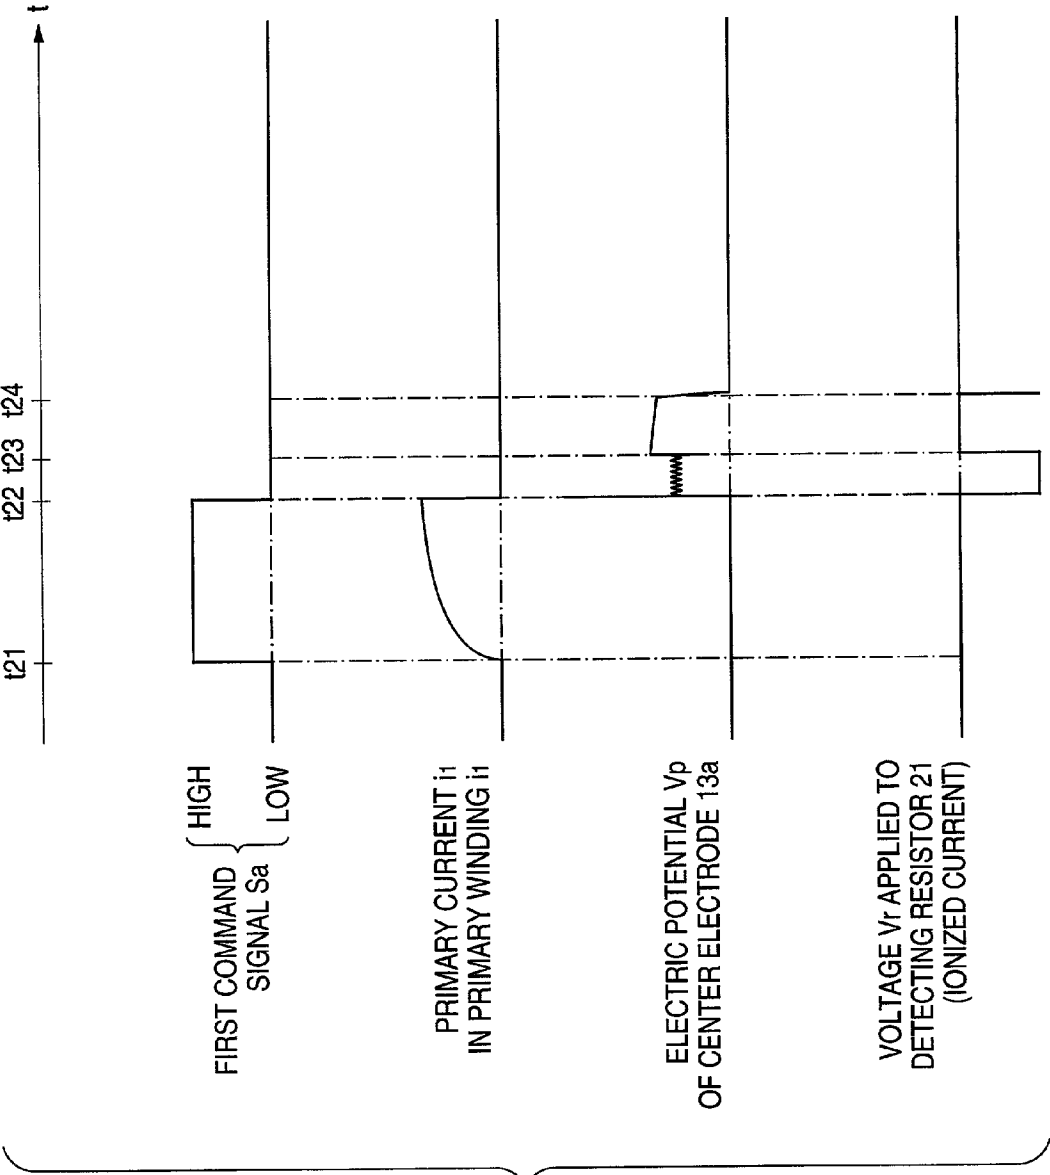 t21 t22 t23 t24 t
FIRST COMMAND
SIGNAL Sa
HIGH
LOW
PRIMARY CURRENT i1
IN PRIMARY WINDING i1
ELECTRIC POTENTIAL Vp
OF CENTER ELECTRODE 13a
VOLTAGE Vr APPLIED TO
DETECTING RESISTOR 21
(IONIZED CURRENT)